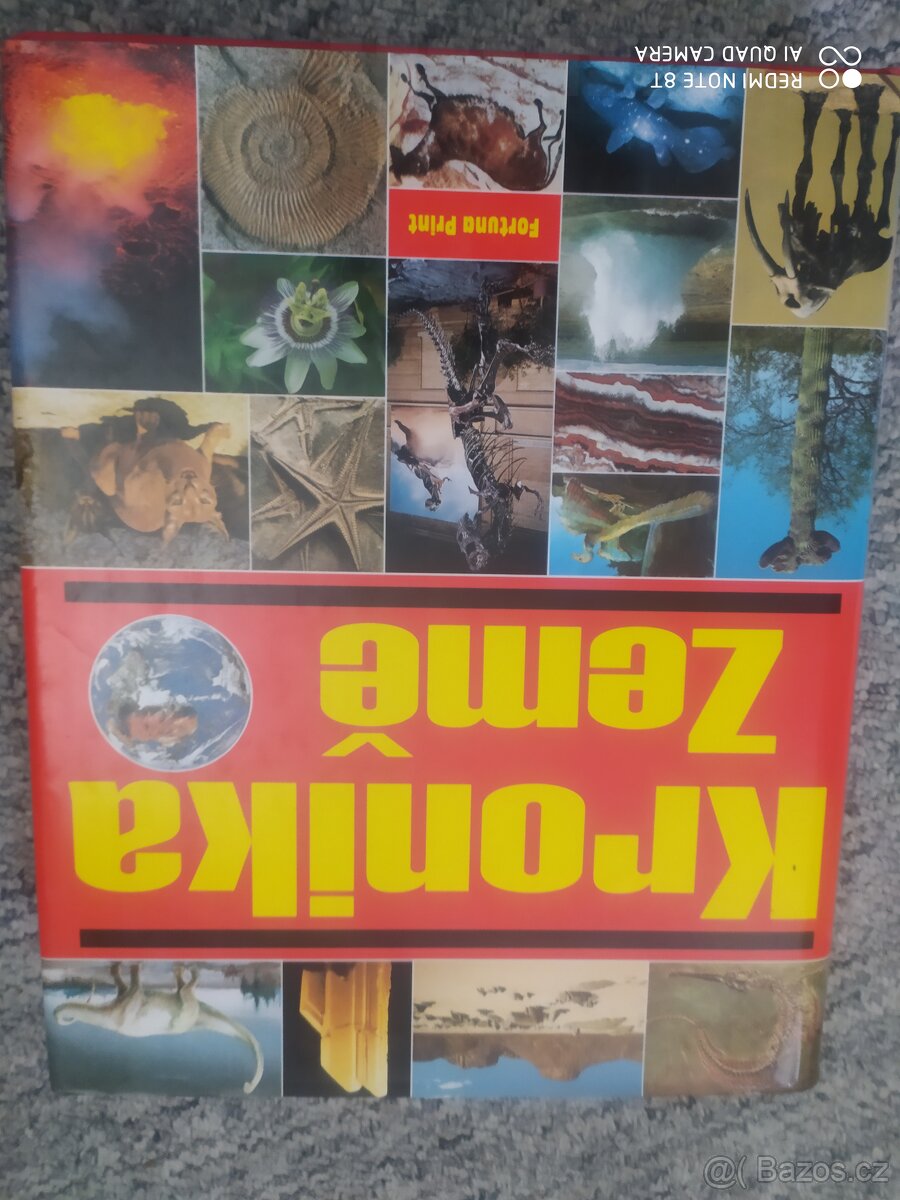 Kronika
Země
Fortuna Print
REDMI NOTE 8T
AI QUAD CAMERA
@( Bazos.cz